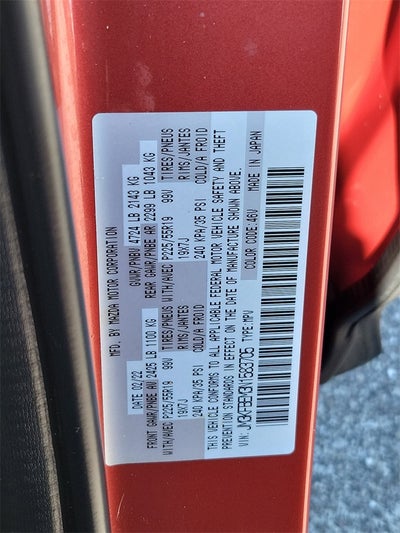 MFD. BY MAZDA MOTOR CORPORATION
DATE 02/22 GVWR/PNBV 4724 LB 2143 KG
FRONT GAWR/PNBE AV 2425 LB 1100 KG REAR GAWR/PNBE AR 2299 LB 1043 KG
WITH/AVEC P225/55R19 99V TIRES/PNEUS WITH/AVEC P225/55R19 99V TIRES/PNEUS
19X7J RIMS/JANTES 19X7J RIMS/JANTES
240 KPA/35 PSI COLD/A FROID 240 KPA/35 PSI COLD/A FROID
THIS VEHICLE CONFORMS TO ALL APPLICABLE FEDERAL MOTOR VEHICLE SAFETY AND THEFT
PREVENTION STANDARDS IN EFFECT ON THE DATE OF MANUFACTURE SHOWN ABOVE.
VIN: TYPE:MPV COLOR CODE:46V MADE IN JAPAN